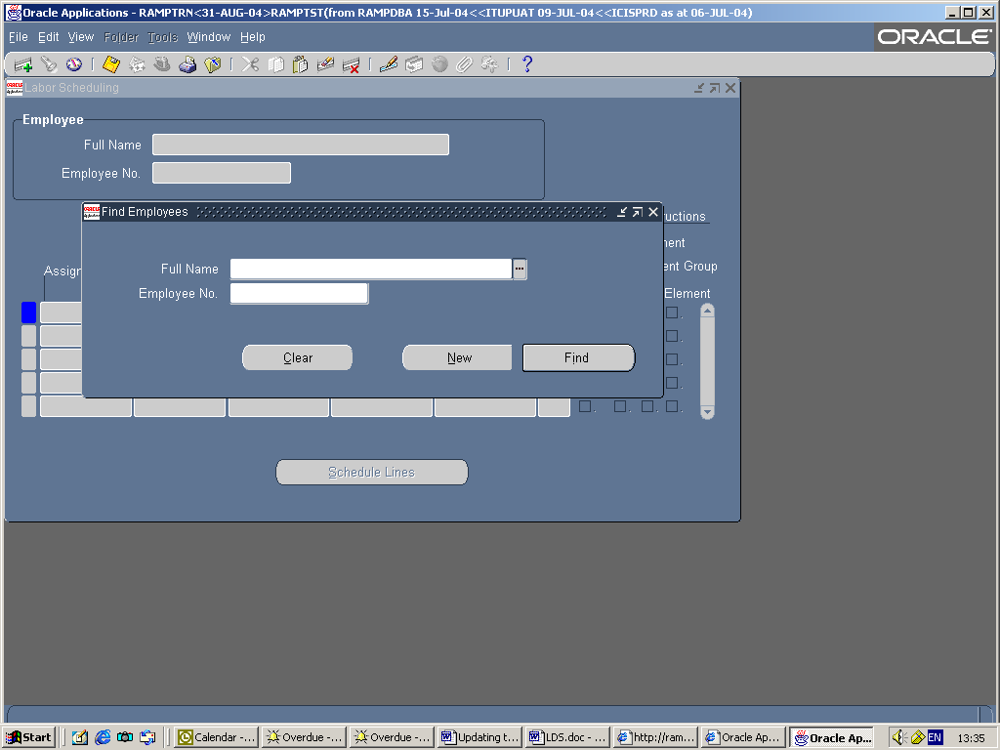 Oracle Applications - RAMPTRN<31-AUG-04>RAMPTST(from RAMPDBA 15-Jul-04<<ITUPUAT 09-JUL-04<<ICISPRD as at 06-JUL-04)
File Edit View Folder Tools Window Help
ORACLE
Labor Scheduling
Employee
Full Name
Employee No.
Find Employees
ructions
ment
Full Name
ent Group
Assign
Employee No.
Element
Clear New Find
Schedule Lines
Start Calendar -... Overdue -... Overdue -... Updating t... LDS.doc - ... http://ram... Oracle Ap... Oracle Ap... EN 13:35